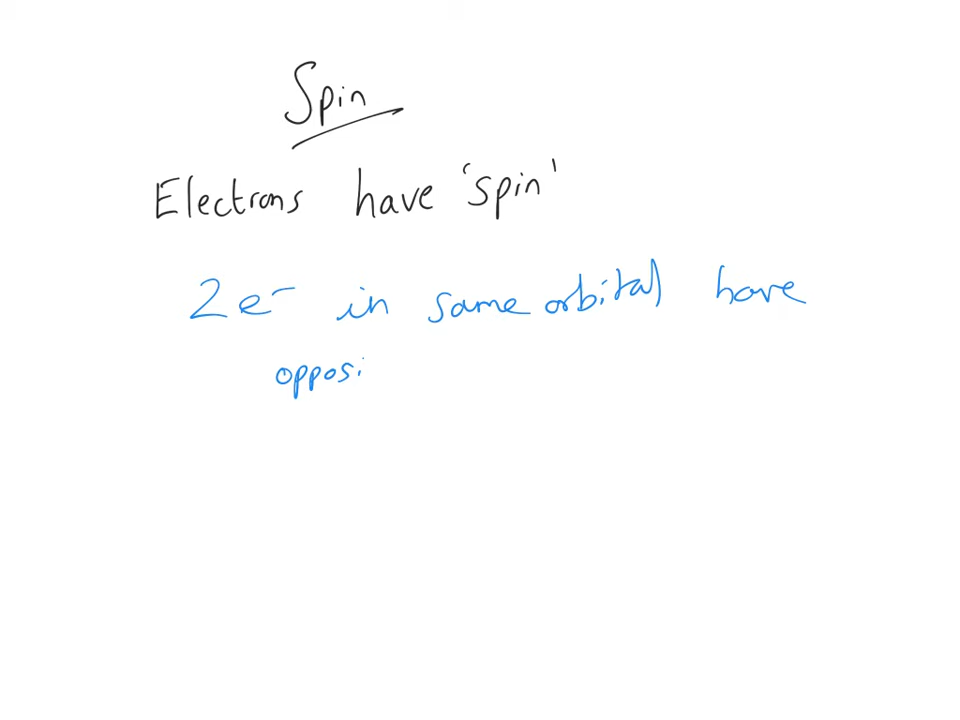 Spin
Electrons have 'spin'
2e⁻ in same orbital have
opposi